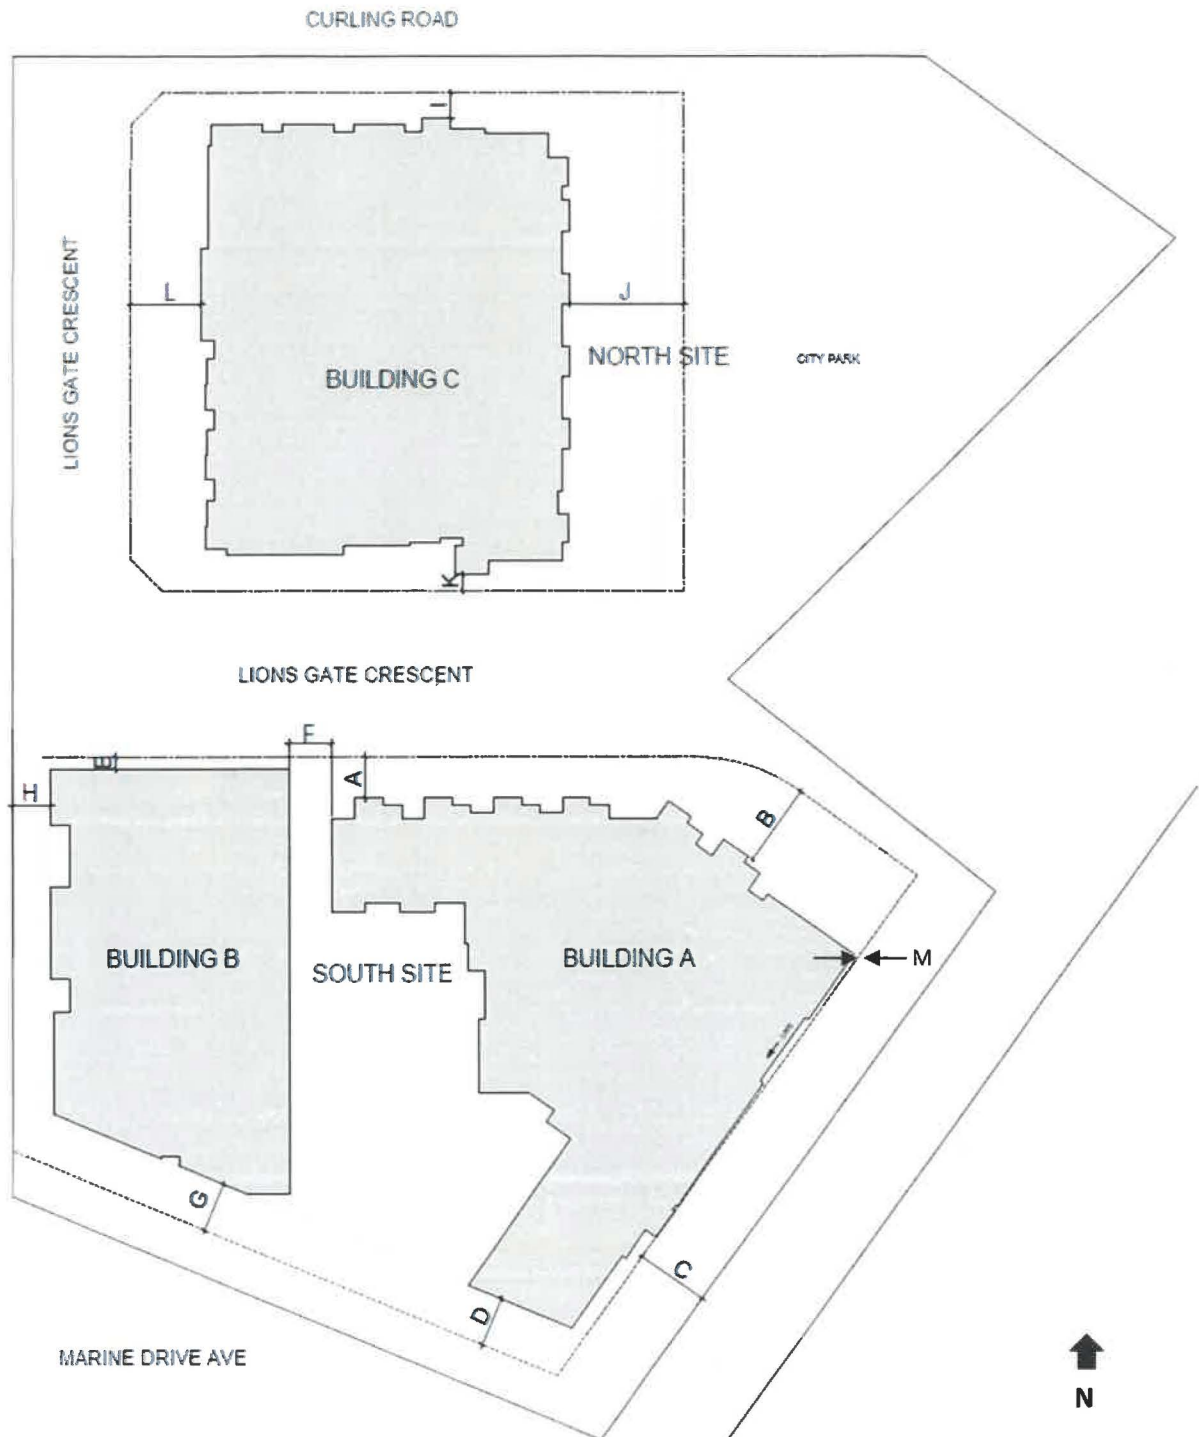 CURLING ROAD
I
LIONS GATE CRESCENT
L
J
NORTH SITE
CITY PARK
BUILDING C
K
LIONS GATE CRESCENT
F
E
A
H
B
BUILDING B
SOUTH SITE
BUILDING A
M
G
C
D
MARINE DRIVE AVE
N